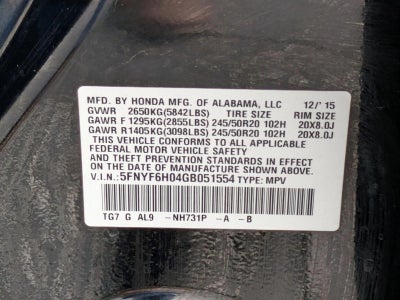 MFD. BY HONDA MFG. OF ALABAMA, LLC 12/'15
GVWR 2650KG(5842LBS) TIRE SIZE RIM SIZE
GAWR F 1295KG(2855LBS) 245/50R20 102H 20X8.0J
GAWR R1405KG(3098LBS) 245/50R20 102H 20X8.0J
THIS VEHICLE CONFORMS TO ALL APPLICABLE
FEDERAL MOTOR VEHICLE SAFETY
AND THEFT PREVENTION STANDARDS IN EFFECT
ON THE DATE OF MANUFACTURE SHOWN ABOVE.
V.I.N.: 5FNYF6H04GB051554 TYPE: MPV
TG7 G AL9 -NH731P -A -B